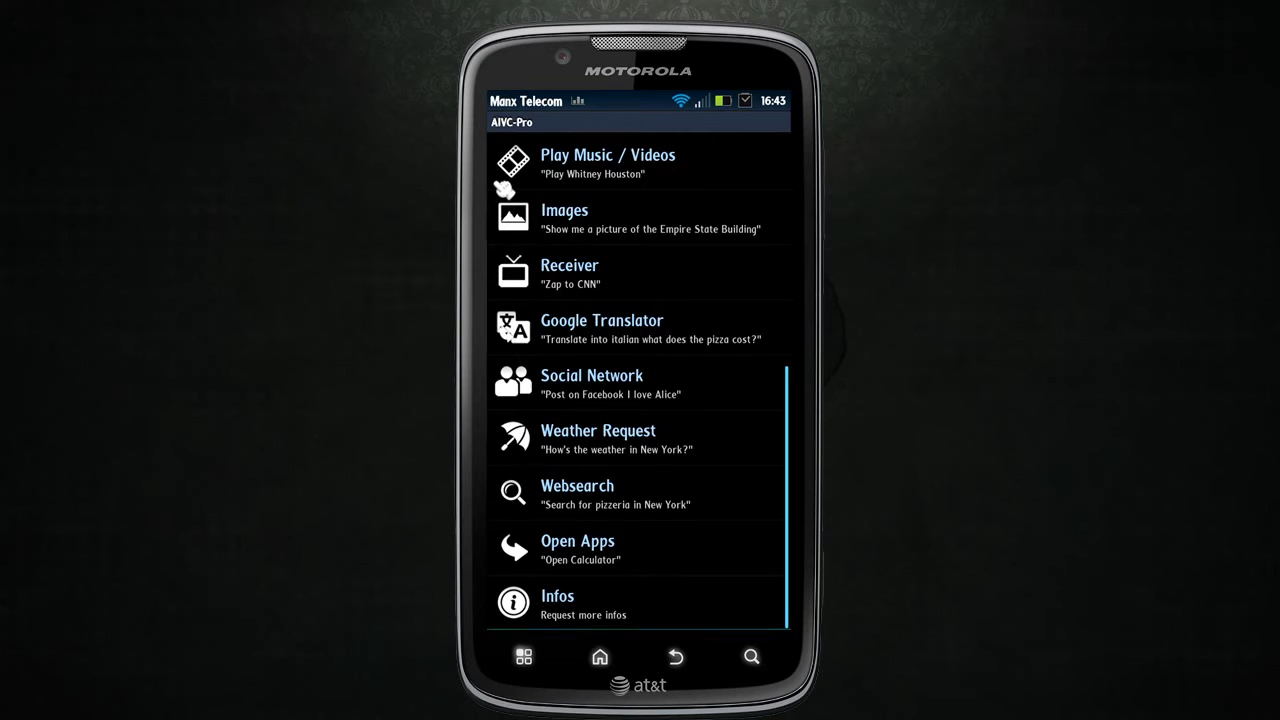 MOTOROLA
Manx Telecom 16:43
AIVC-Pro
Play Music / Videos
"Play Whitney Houston"
Images
"Show me a picture of the Empire State Building"
Receiver
"Zap to CNN"
Google Translator
"Translate into italian what does the pizza cost?"
Social Network
"Post on Facebook I love Alice"
Weather Request
"How's the weather in New York?"
Websearch
"Search for pizzeria in New York"
Open Apps
"Open Calculator"
Infos
Request more infos
at&t